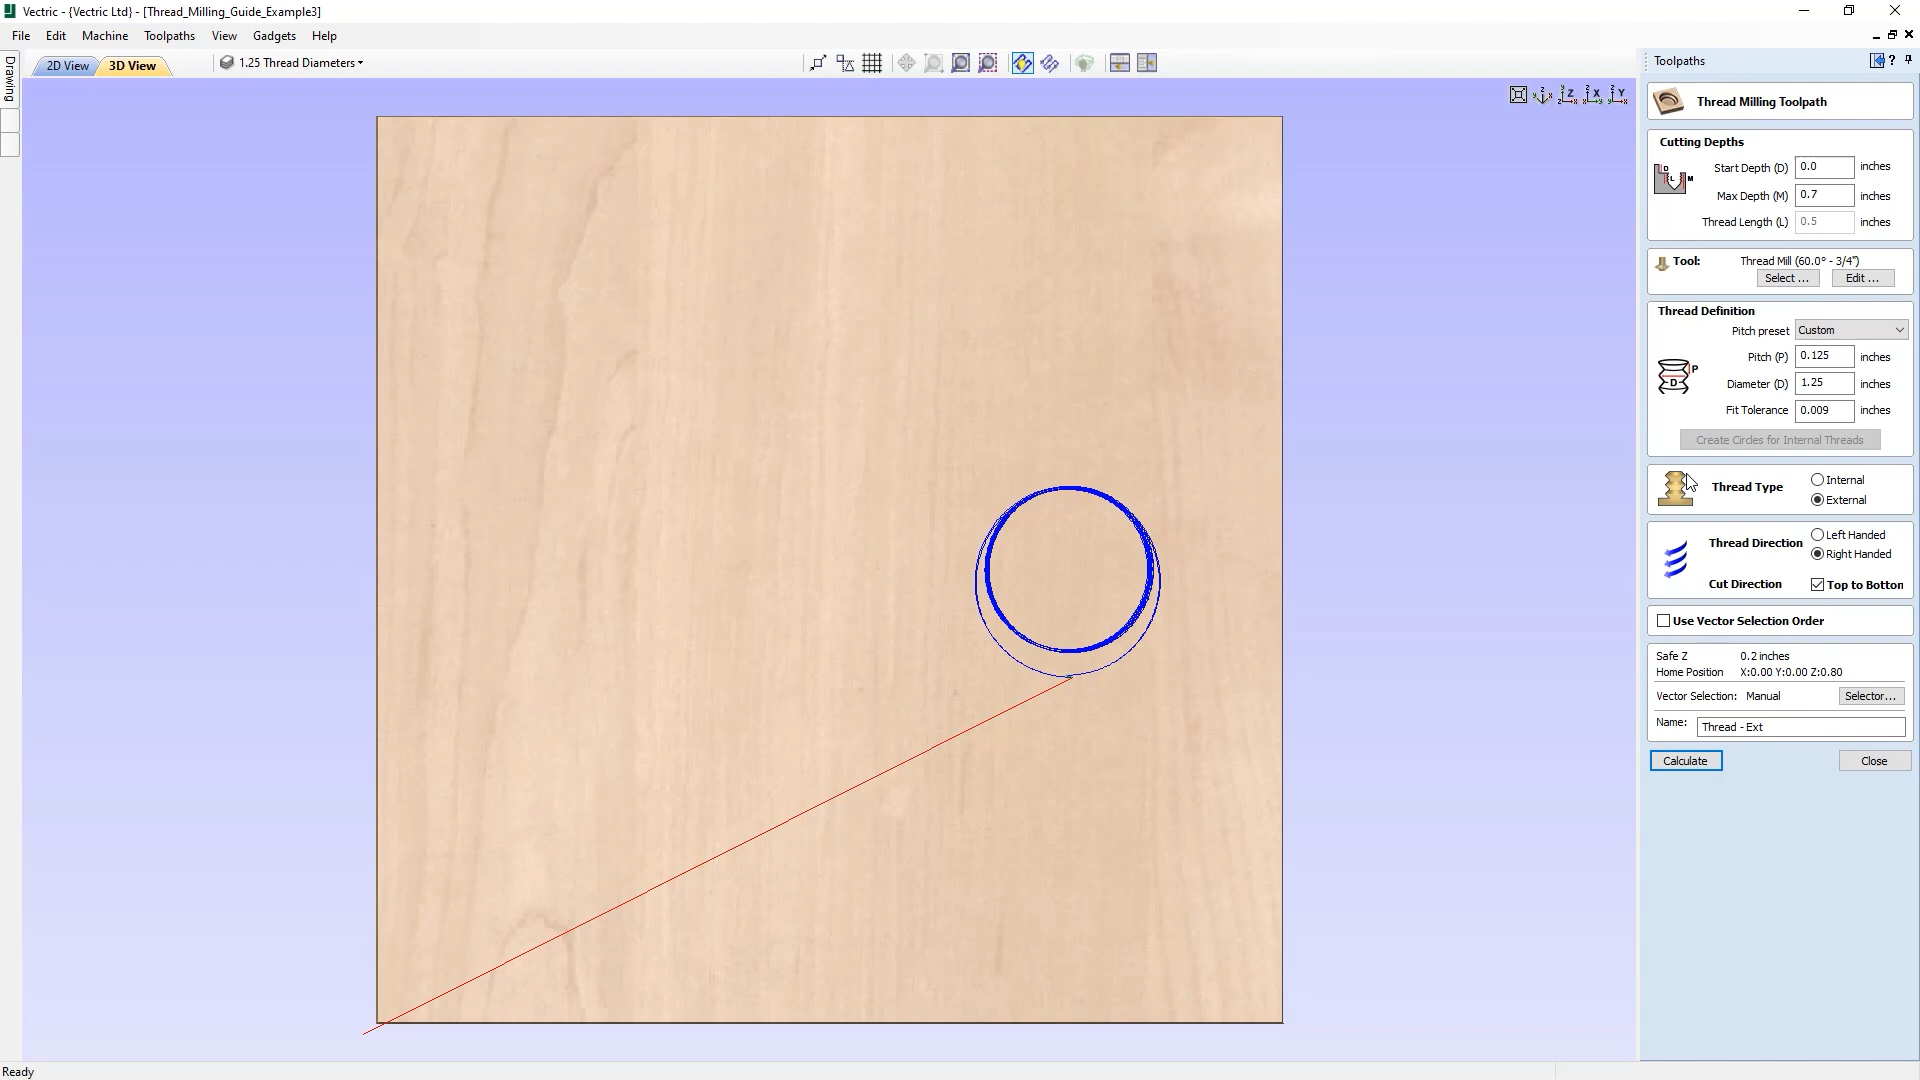 Vectric - {Vectric Ltd} - [Thread_Milling_Guide_Example3]
File Edit Machine Toolpaths View Gadgets Help
Drawing
2D View 3D View 1.25 Thread Diameters
Z X Y
Toolpaths
Thread Milling Toolpath
Cutting Depths
D L M
Start Depth (D) 0.0 inches
Max Depth (M) 0.7 inches
Thread Length (L) 0.5 inches
Tool: Thread Mill (60.0° - 3/4")
Select ... Edit ...
Thread Definition
Pitch preset Custom
Pitch (P) 0.125 inches
P
-D-
Diameter (D) 1.25 inches
Fit Tolerance 0.009 inches
Create Circles for Internal Threads
Thread Type
Internal
External
Thread Direction
Left Handed
Right Handed
Cut Direction Top to Botton
Use Vector Selection Order
Safe Z 0.2 inches
Home Position X:0.00 Y:0.00 Z:0.80
Vector Selection: Manual Selector...
Name: Thread - Ext
Calculate Close
Ready